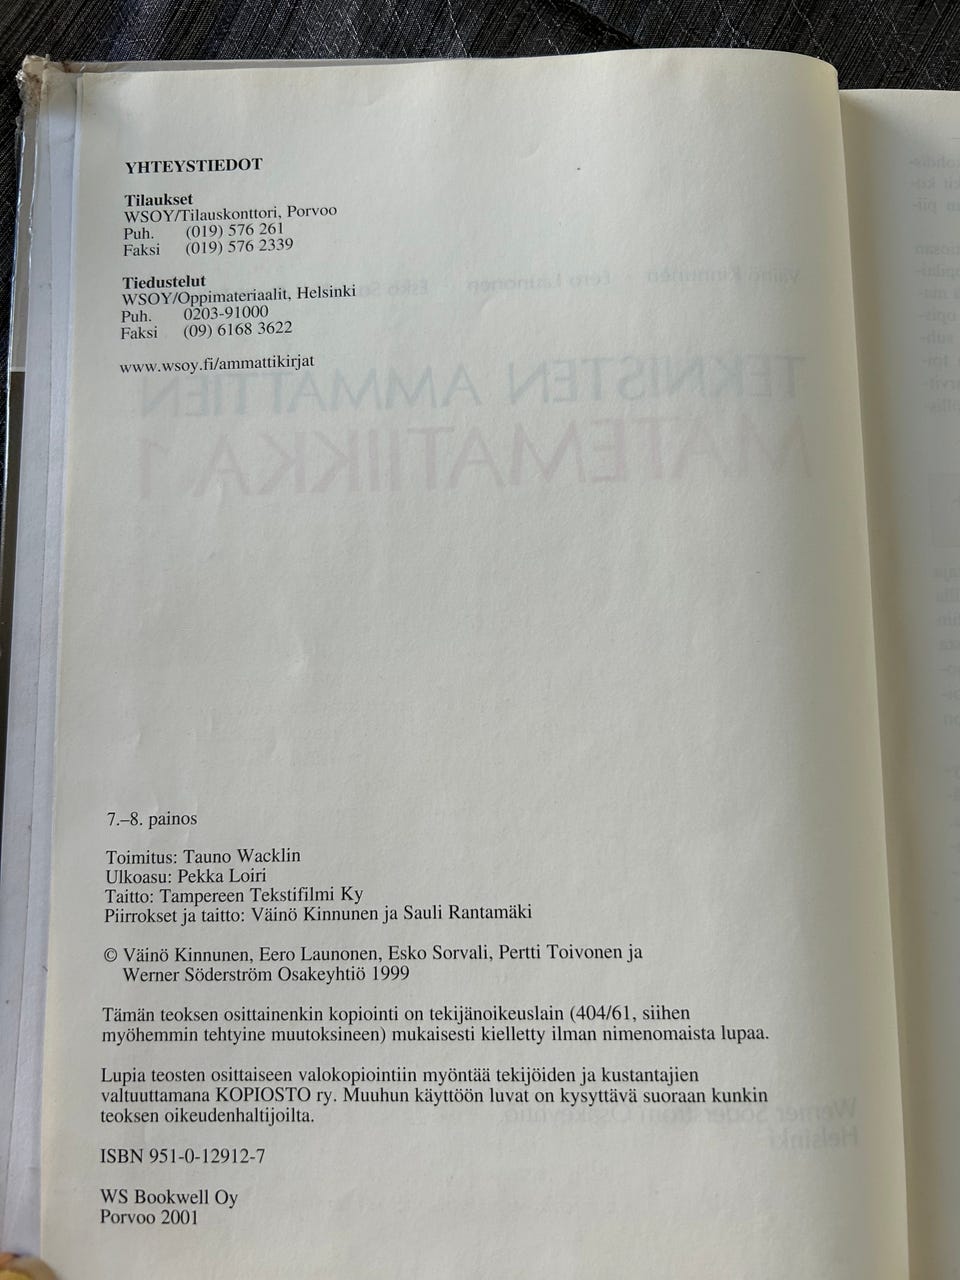 YHTEYSTIEDOT
Tilaukset
WSOY/Tilauskonttori, Porvoo
Puh. (019) 576 261
Faksi (019) 576 2339
Tiedustelut
WSOY/Oppimateriaalit, Helsinki
Puh. 0203-91000
Faksi (09) 6168 3622
www.wsoy.fi/ammattikirjat
TEKNISTEN AMMATTIEN
MATEMATIIKKA 1
7.–8. painos
Toimitus: Tauno Wacklin
Ulkoasu: Pekka Loiri
Taitto: Tampereen Tekstifilmi Ky
Piirrokset ja taitto: Väinö Kinnunen ja Sauli Rantamäki
© Väinö Kinnunen, Eero Launonen, Esko Sorvali, Pertti Toivonen ja
Werner Söderström Osakeyhtiö 1999
Tämän teoksen osittainenkin kopiointi on tekijänoikeuslain (404/61, siihen
myöhemmin tehtyine muutoksineen) mukaisesti kielletty ilman nimenomaista lupaa.
Lupia teosten osittaiseen valokopiointiin myöntää tekijöiden ja kustantajien
valtuuttamana KOPIOSTO ry. Muuhun käyttöön luvat on kysyttävä suoraan kunkin
teoksen oikeudenhaltijoilta.
ISBN 951-0-12912-7
WS Bookwell Oy
Porvoo 2001